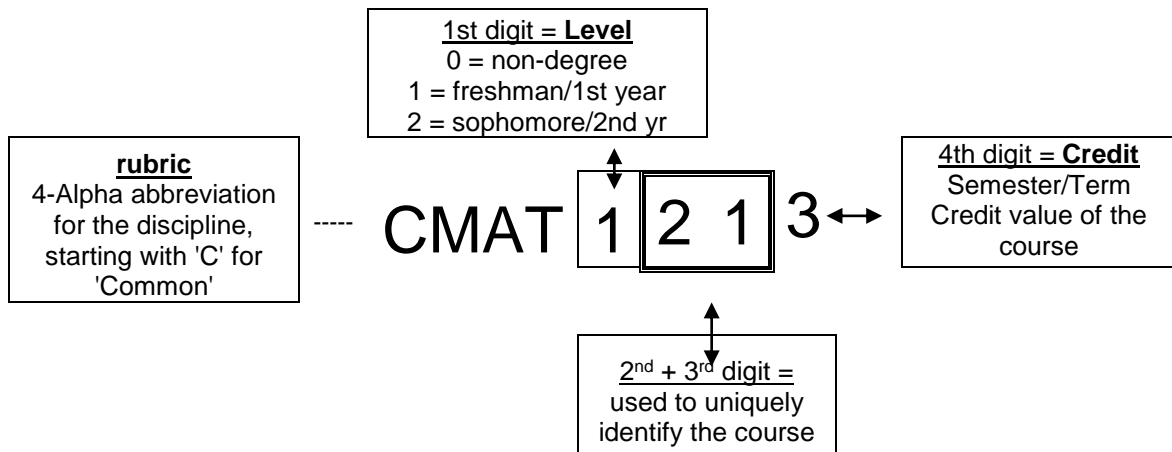 1st digit = Level
0 = non-degree
1 = freshman/1st year
2 = sophomore/2nd yr
rubric
4-Alpha abbreviation
for the discipline,
starting with 'C' for
'Common'
----- CMAT 1 2 1 3
4th digit = Credit
Semester/Term
Credit value of the
course
2nd + 3rd digit =
used to uniquely
identify the course